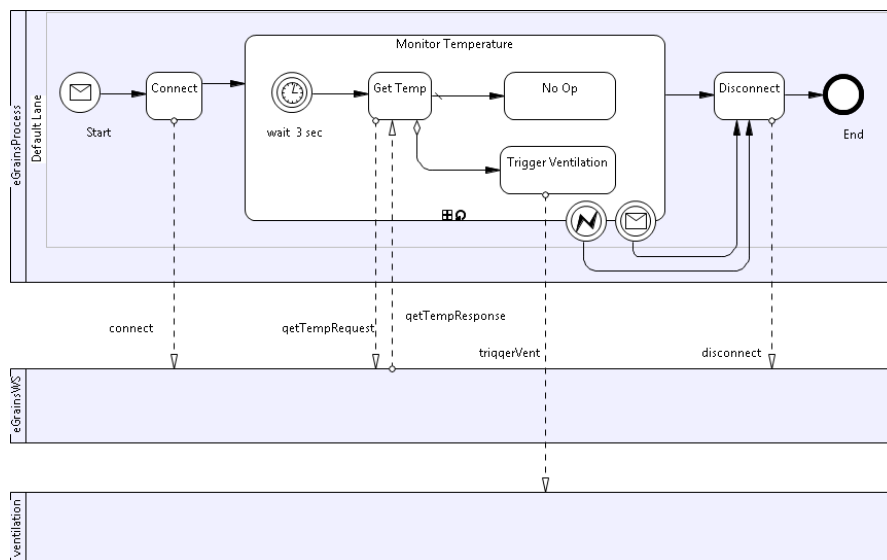 Monitor Temperature
Connect
Get Temp
No Op
Disconnect
Start
wait 3 sec
End
Trigger Ventilation
eGrainsProcess
Default Lane
connect
getTempRequest
getTempResponse
triggerVent
disconnect
eGrainsWS
ventilation